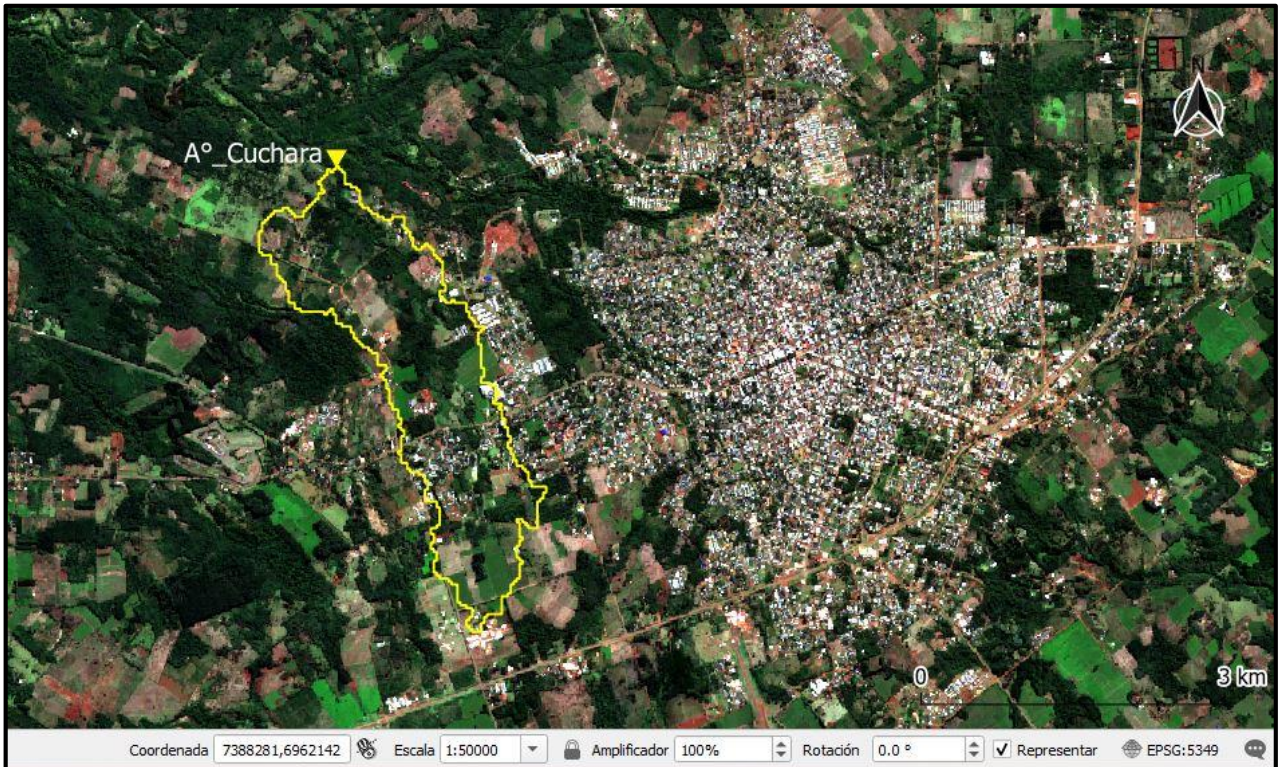 N
A°_Cuchara
0 3 km
Coordenada 7388281,6962142 Escala 1:50000 Amplificador 100% Rotación 0.0 ° Representar EPSG:5349